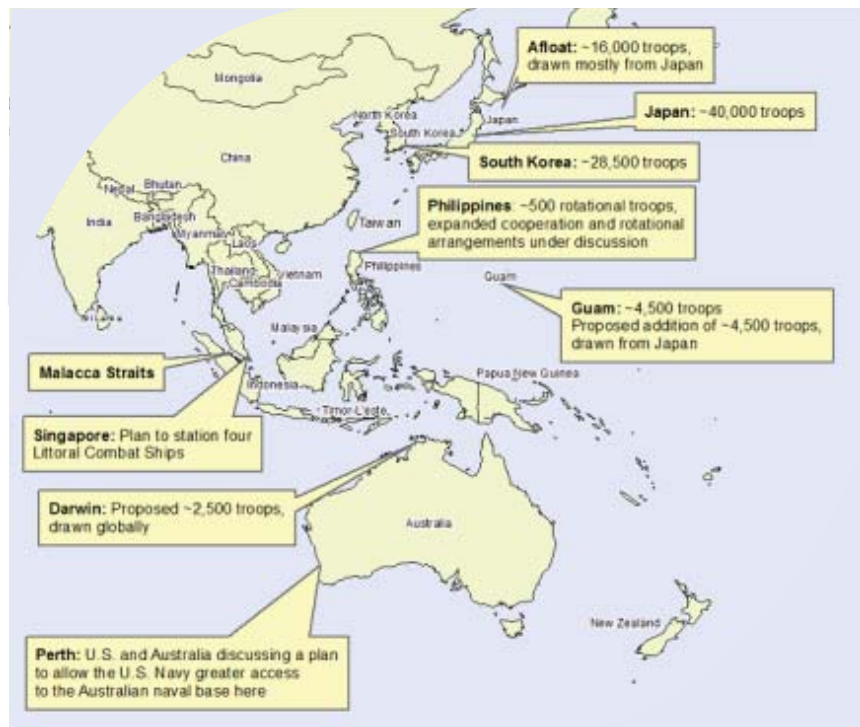 Afloat: ~16,000 troops,
drawn mostly from Japan
Mongolia
North Korea
Japan
Japan: ~40,000 troops
South Korea
China
South Korea: ~28,500 troops
Nepal
Bhutan
Philippines: ~500 rotational troops,
expanded cooperation and rotational
arrangements under discussion
India
Bangladesh
Taiwan
Myanmar
Laos
Thailand
Vietnam
Philippines
Cambodia
Guam
Guam: ~4,500 troops
Proposed addition of ~4,500 troops,
drawn from Japan
Sri Lanka
Malaysia
Malacca Straits
Papua New Guinea
Indonesia
Timor-Leste
Singapore: Plan to station four
Littoral Combat Ships
Darwin: Proposed ~2,500 troops,
drawn globally
Australia
New Zealand
Perth: U.S. and Australia discussing a plan
to allow the U.S. Navy greater access
to the Australian naval base here